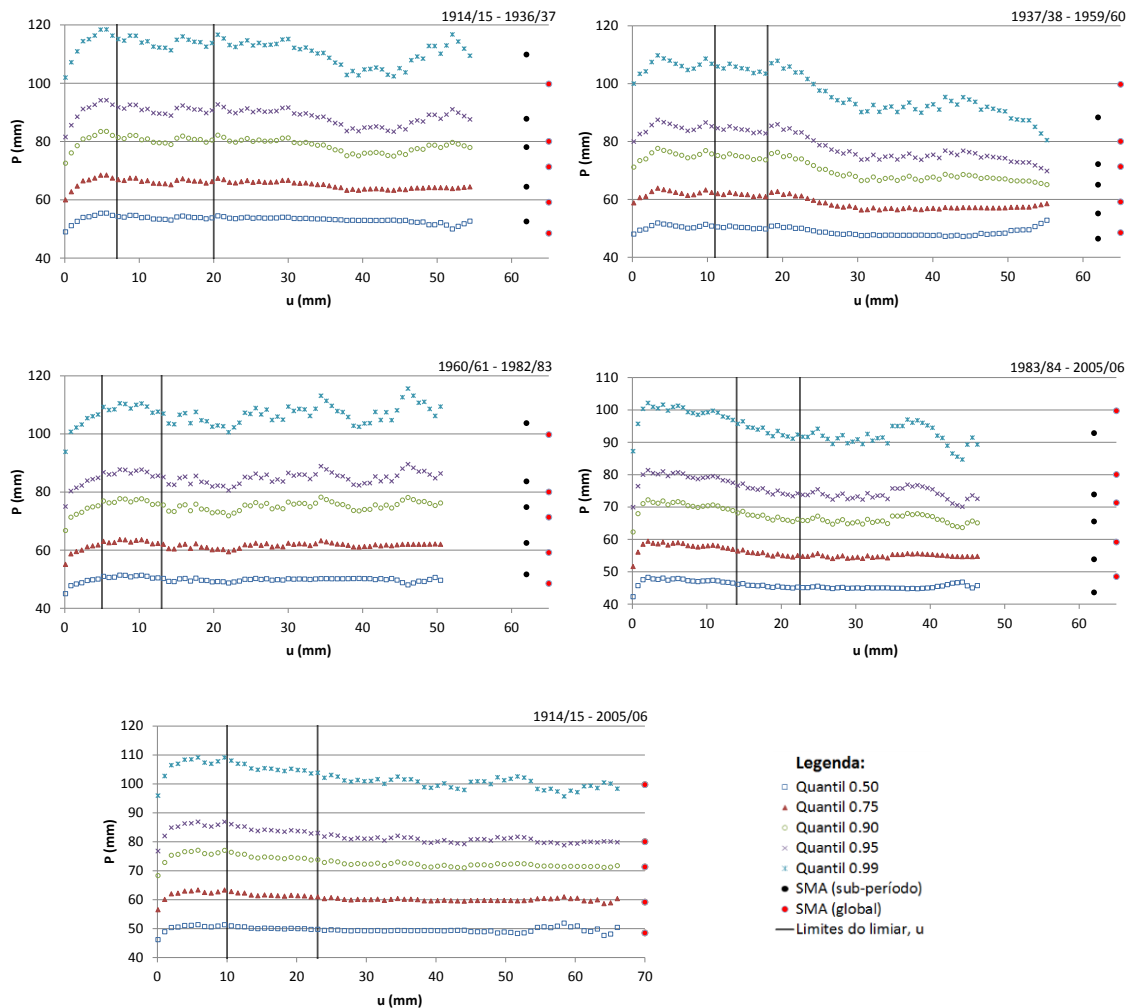 1914/15 - 1936/37
120
100
80
60
40
P (mm)
0 10 20 30 40 50 60
u (mm)
1937/38 - 1959/60
120
100
80
60
40
P (mm)
0 10 20 30 40 50 60
u (mm)
1960/61 - 1982/83
120
100
80
60
40
P (mm)
0 10 20 30 40 50 60
u (mm)
1983/84 - 2005/06
110
100
90
80
70
60
50
40
P (mm)
0 10 20 30 40 50 60
u (mm)
1914/15 - 2005/06
120
110
100
90
80
70
60
50
40
P (mm)
0 10 20 30 40 50 60 70
u (mm)
Legenda:
Quantil 0.50
Quantil 0.75
Quantil 0.90
Quantil 0.95
Quantil 0.99
SMA (sub-período)
SMA (global)
Limites do limiar, u